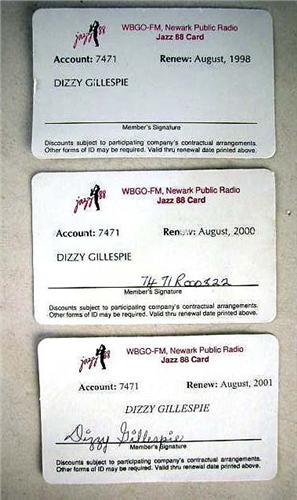 jazz 88
WBGO-FM, Newark Public Radio
Jazz 88 Card
Account: 7471 Renew: August, 1998
DIZZY GILLESPIE
Member's Signature
Discounts subject to participating company's contractual arrangements.
Other forms of ID may be required. Valid thru renewal date printed above.
jazz 88
WBGO-FM, Newark Public Radio
Jazz 88 Card
Account: 7471 Renew: August, 2000
DIZZY GILLESPIE
7471
Member's Signature
Discounts subject to participating company's contractual arrangements.
Other forms of ID may be required. Valid thru renewal date printed above.
jazz 88
WBGO-FM, Newark Public Radio
Jazz 88 Card
Account: 7471 Renew: August, 2001
DIZZY GILLESPIE
Dizzy Gillespie
Member's Signature
Discounts subject to participating company's contractual arrangements.
Other forms of ID may be required. Valid thru renewal date printed above.